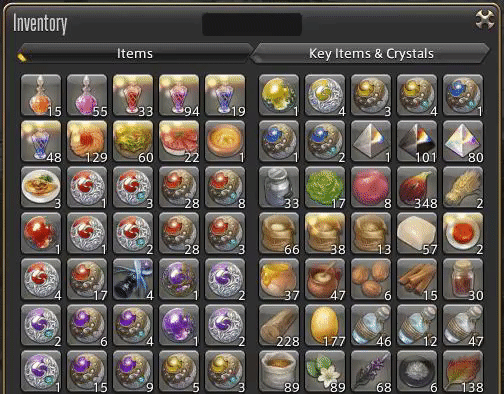 Inventory
Items
Key Items & Crystals
15 55 33 94 19 1 4 3 4 1
48 129 60 22 1 1 2 1 101 80
3 1 1 28 8 33 17 8 348 2
1 1 28 3 66 38 13 57 2
4 17 4 1 2 37 4 6 15 30
2 6 4 1 2 228 177 46 12 47
1 15 9 5 3 89 89 68 6 138